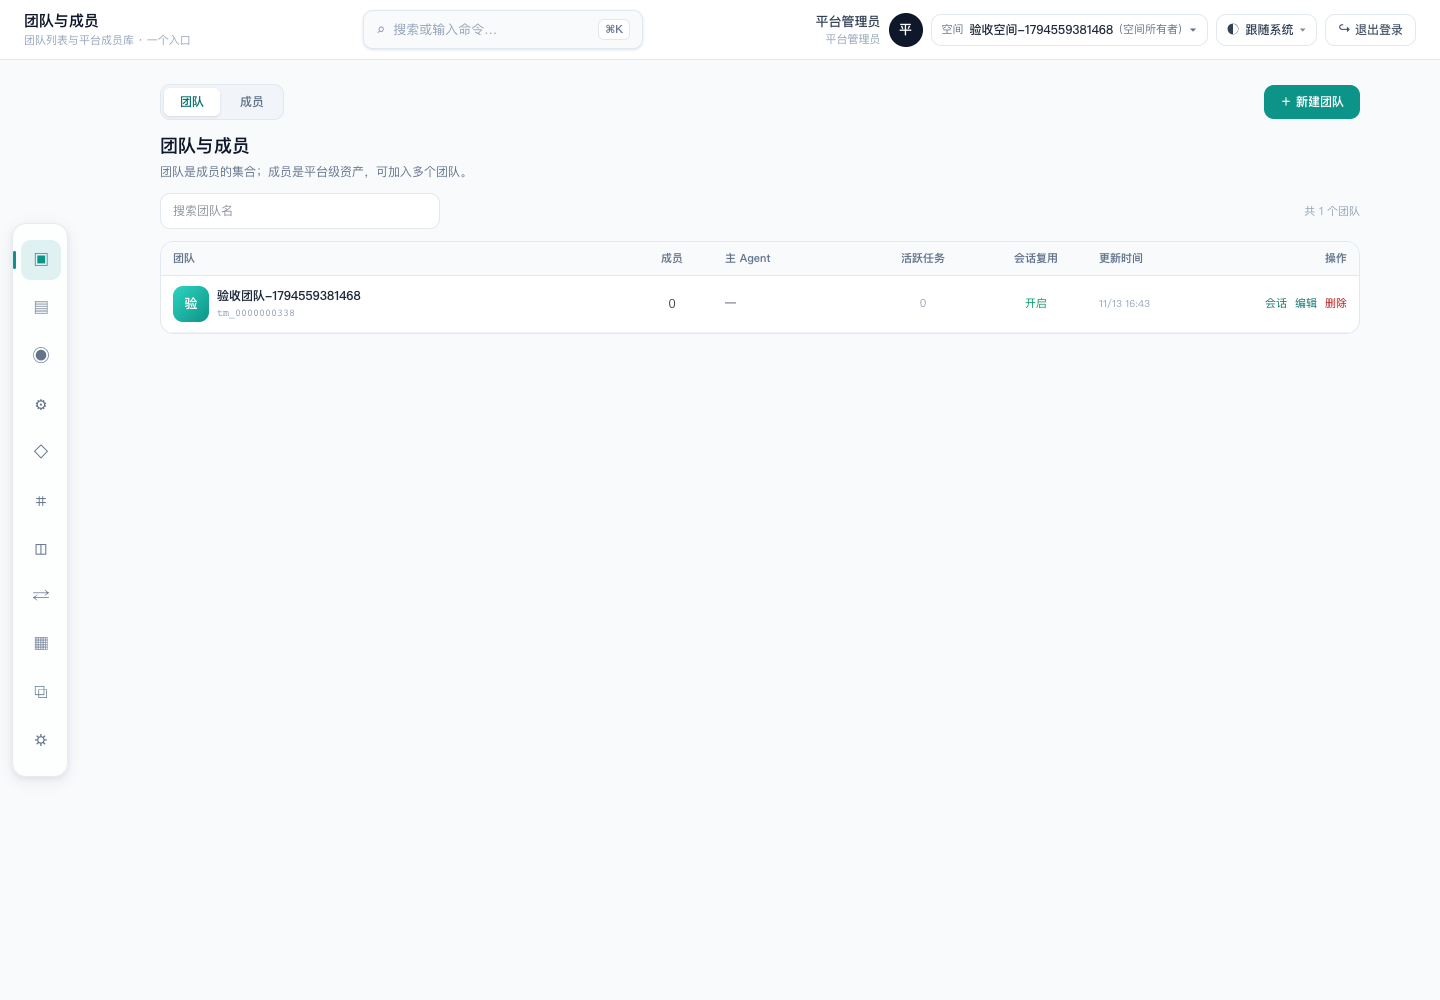 团队与成员
团队列表与平台成员库 · 一个入口
搜索或输入命令… ⌘K
平台管理员
平台管理员
平
空间 验收空间-1794559381468 (空间所有者)
跟随系统
退出登录
团队 成员
+ 新建团队
团队与成员
团队是成员的集合；成员是平台级资产，可加入多个团队。
搜索团队名
共 1 个团队
团队 成员 主 Agent 活跃任务 会话复用 更新时间 操作
验 验收团队-1794559381468 0 — 0 开启 11/13 16:43 会话 编辑 删除
tm_0000000338